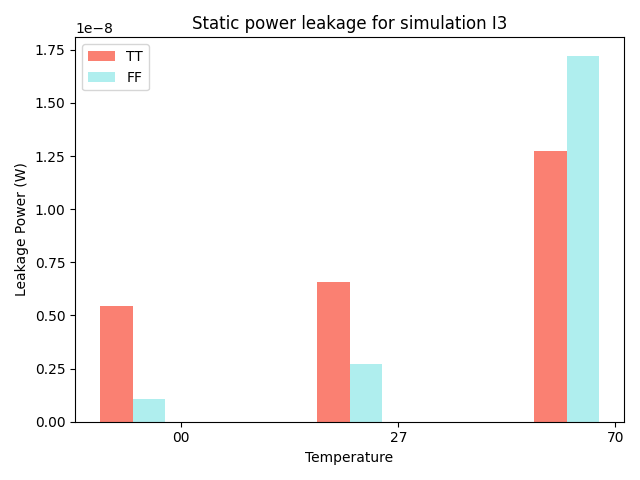 Static power leakage for simulation I3
1e−8
TT
FF
1.75
1.50
1.25
1.00
0.75
0.50
0.25
0.00
Leakage Power (W)
00 27 70
Temperature